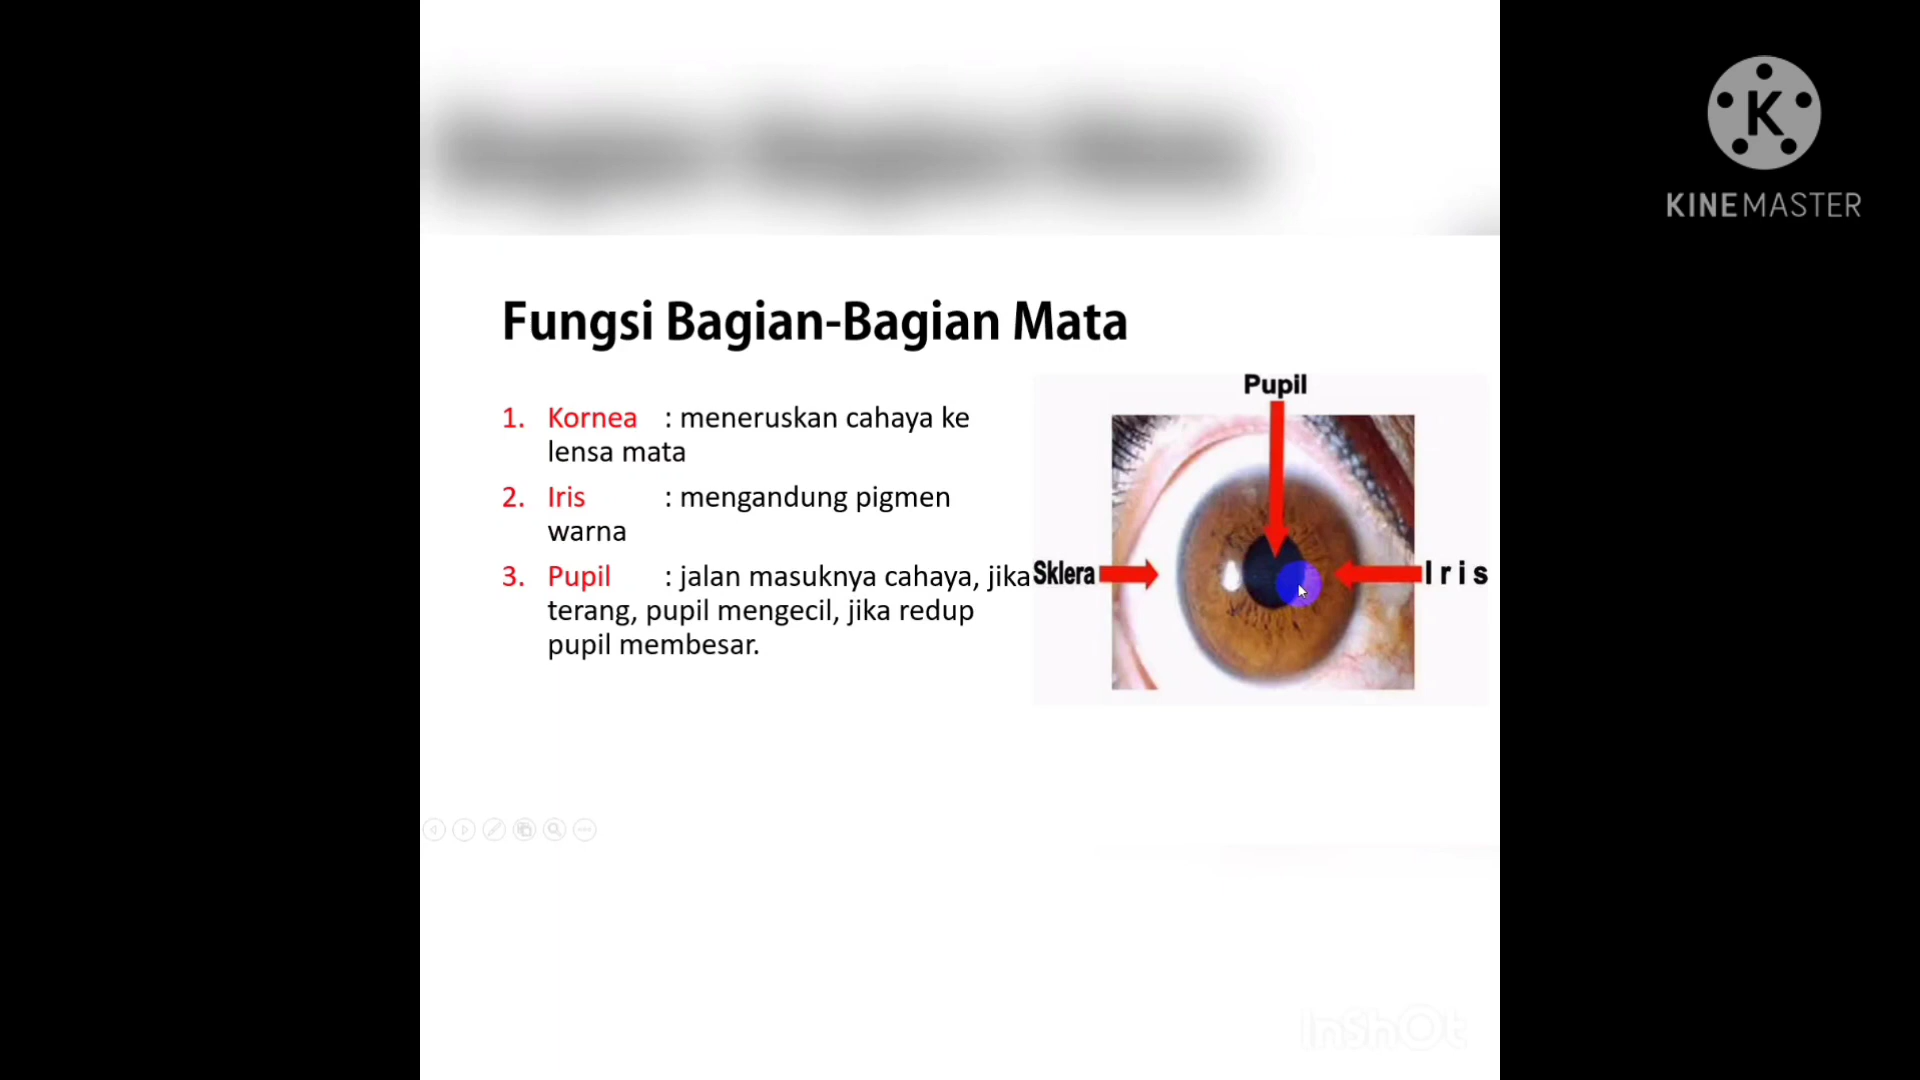 KINEMASTER
Fungsi Bagian-Bagian Mata
1. Kornea : meneruskan cahaya ke
lensa mata
2. Iris : mengandung pigmen
warna
3. Pupil : jalan masuknya cahaya, jika
terang, pupil mengecil, jika redup
pupil membesar.
Pupil
Sklera
Iris
InShOt